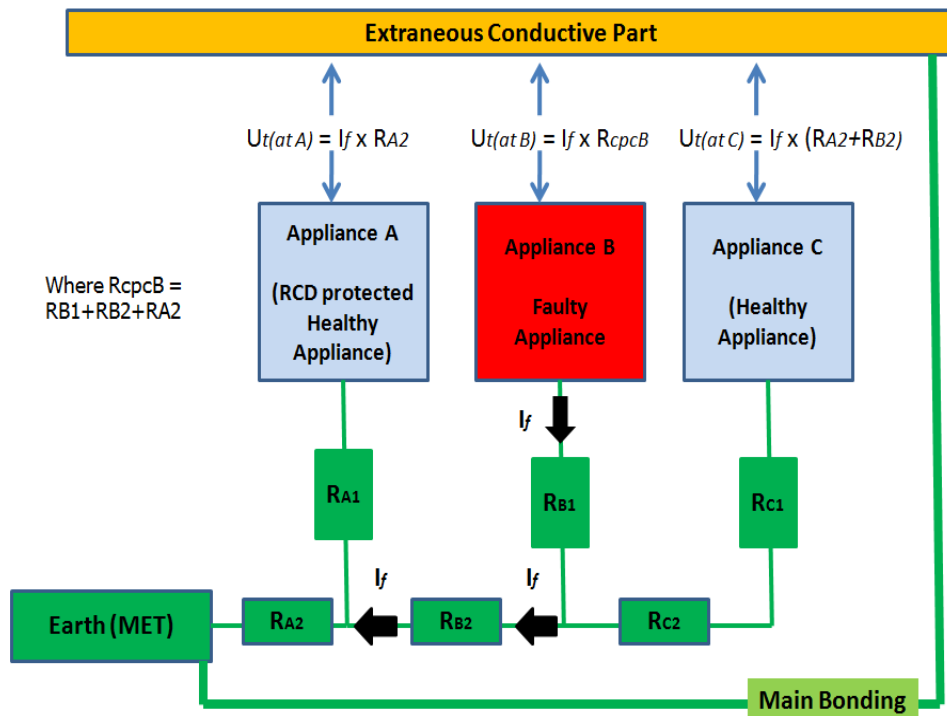 Extraneous Conductive Part
Ut(at A) = If x RA2
Ut(at B) = If x RcpcB
Ut(at C) = If x (RA2+RB2)
Where RcpcB =
RB1+RB2+RA2
Appliance A
(RCD protected
Healthy
Appliance)
Appliance B
Faulty
Appliance
Appliance C
(Healthy
Appliance)
If
RA1
RB1
RC1
If
If
Earth (MET)
RA2
RB2
RC2
Main Bonding